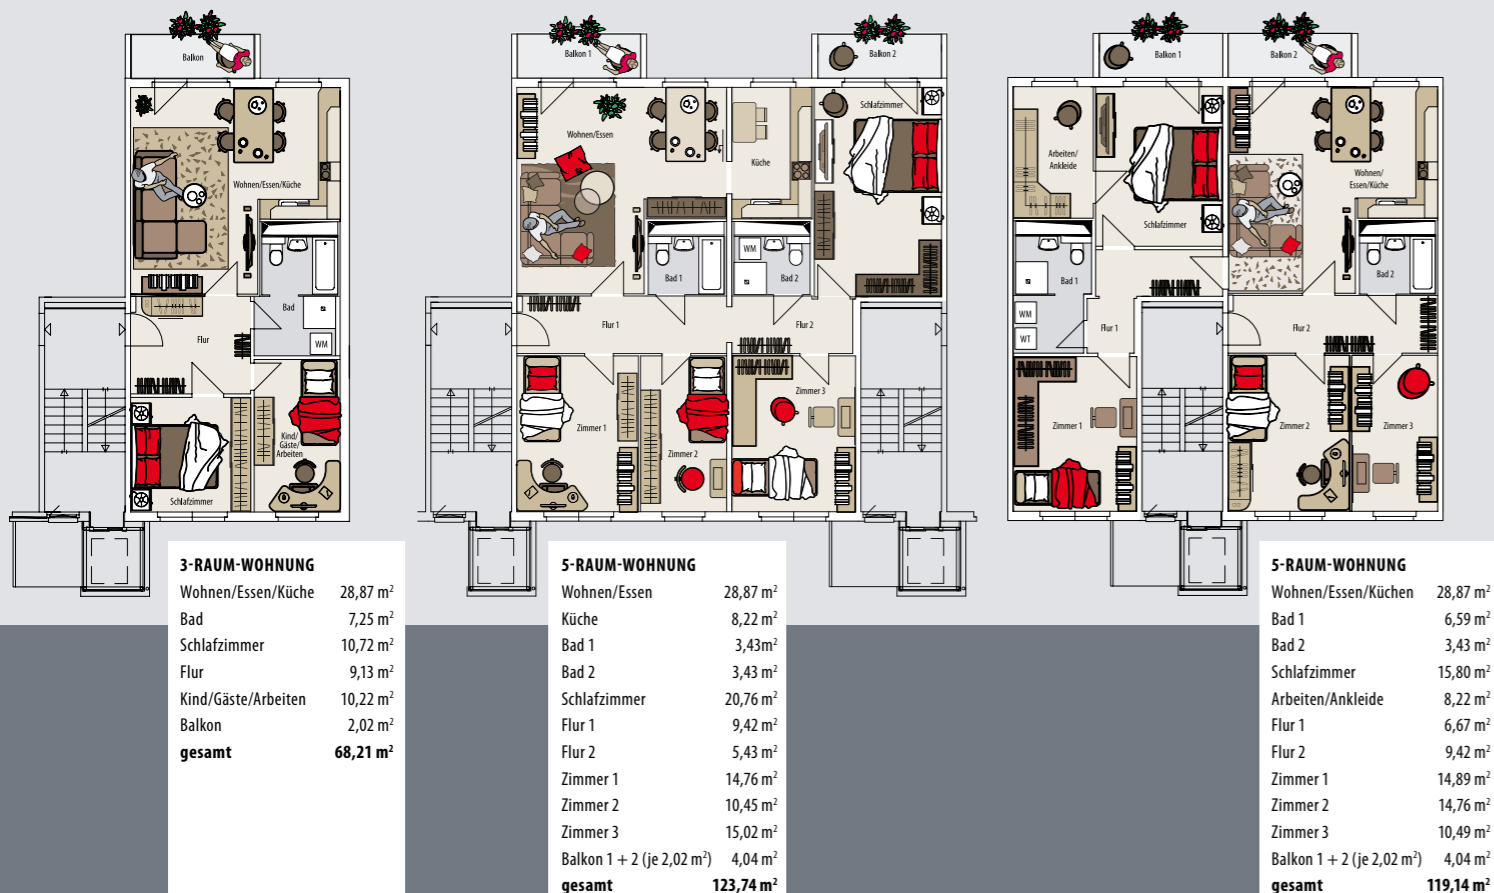 Balkon
Wohnen/Essen/Küche
Bad
WM
Flur
Kind/
Gäste/
Arbeiten
Schlafzimmer
Balkon 1
Balkon 2
Wohnen/Essen
Küche
Schlafzimmer
Bad 1
WM
Bad 2
Flur 1
Flur 2
Zimmer 1
Zimmer 2
Zimmer 3
Balkon 1
Balkon 2
Arbeiten/
Ankleide
Schlafzimmer
Wohnen/
Essen/Küche
Bad 1
Bad 2
WM
WT
Flur 1
Flur 2
Zimmer 1
Zimmer 2
Zimmer 3
3-RAUM-WOHNUNG
Wohnen/Essen/Küche 28,87 m²
Bad 7,25 m²
Schlafzimmer 10,72 m²
Flur 9,13 m²
Kind/Gäste/Arbeiten 10,22 m²
Balkon 2,02 m²
gesamt 68,21 m²
5-RAUM-WOHNUNG
Wohnen/Essen 28,87 m²
Küche 8,22 m²
Bad 1 3,43m²
Bad 2 3,43 m²
Schlafzimmer 20,76 m²
Flur 1 9,42 m²
Flur 2 5,43 m²
Zimmer 1 14,76 m²
Zimmer 2 10,45 m²
Zimmer 3 15,02 m²
Balkon 1 + 2 (je 2,02 m²) 4,04 m²
gesamt 123,74 m²
5-RAUM-WOHNUNG
Wohnen/Essen/Küchen 28,87 m²
Bad 1 6,59 m²
Bad 2 3,43 m²
Schlafzimmer 15,80 m²
Arbeiten/Ankleide 8,22 m²
Flur 1 6,67 m²
Flur 2 9,42 m²
Zimmer 1 14,89 m²
Zimmer 2 14,76 m²
Zimmer 3 10,49 m²
Balkon 1 + 2 (je 2,02 m²) 4,04 m²
gesamt 119,14 m²